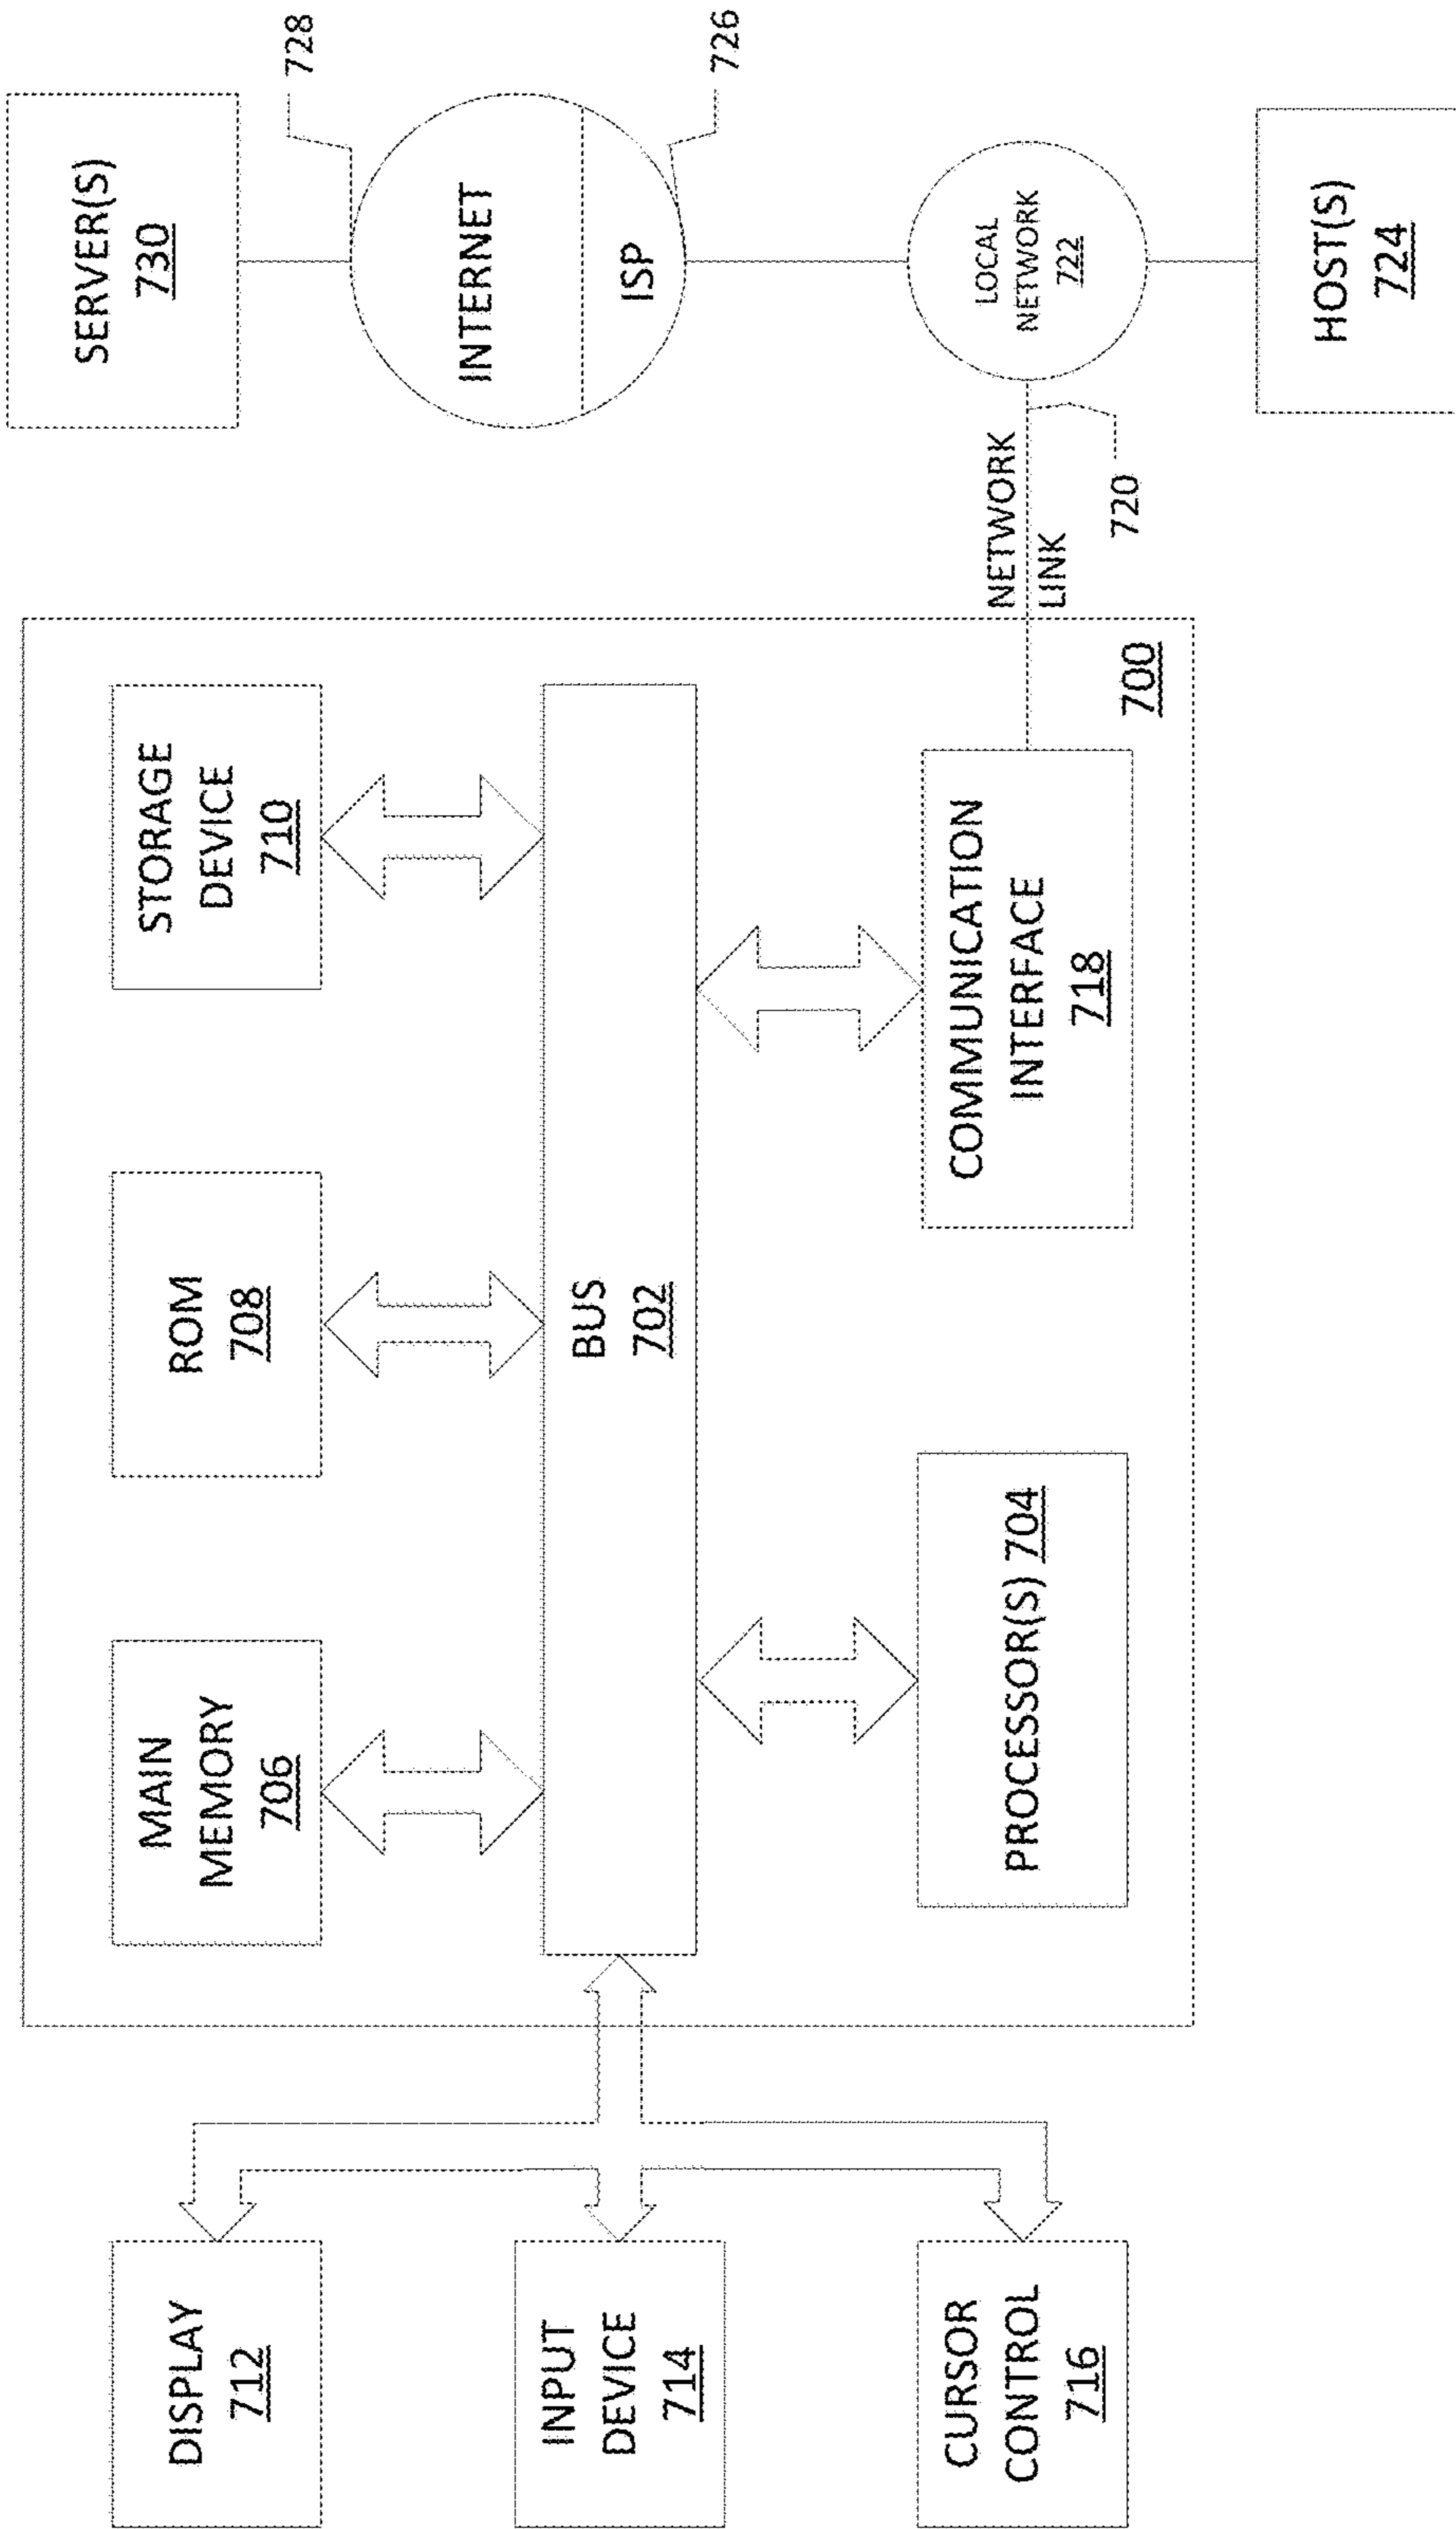 DISPLAY
712
INPUT
DEVICE
714
CURSOR
CONTROL
716
MAIN
MEMORY
706
ROM
708
STORAGE
DEVICE
710
BUS
702
PROCESSOR(S) 704
COMMUNICATION
INTERFACE
718
700
NETWORK
LINK
720
SERVER(S)
730
728
INTERNET
ISP
726
LOCAL
NETWORK
722
HOST(S)
724